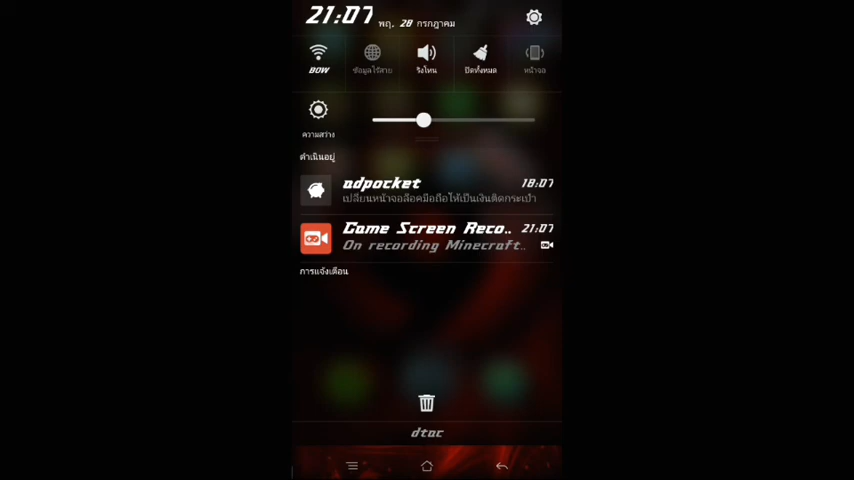 21:07 พฤ. 28 กรกฎาคม
BOW ข้อมูลไร้สาย ริงโทน ปิดทั้งหมด หน้าจอ
ความสว่าง
ดำเนินอยู่
adpocket 18:07
เปลี่ยนหน้าจอล็อคมือถือให้เป็นเงินติดกระเป๋า
Game Screen Reco.. 21:07
On recording Minecraft..
การแจ้งเตือน
dtac